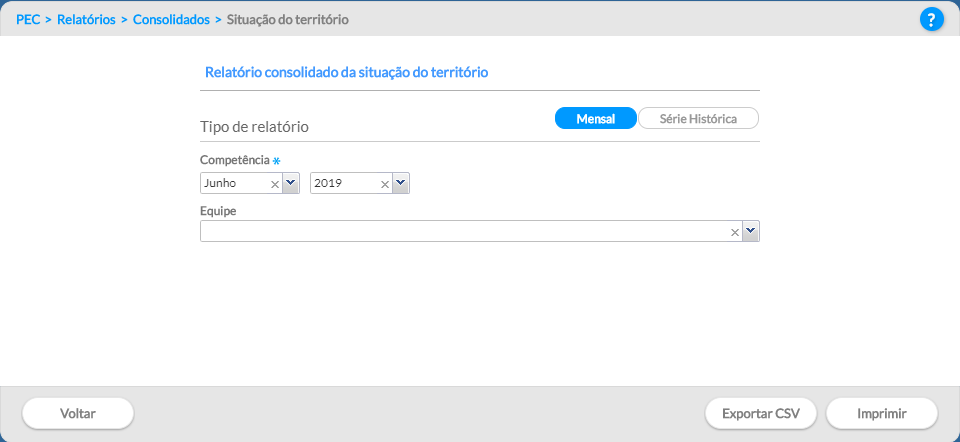 PEC > Relatórios > Consolidados > Situação do território ?
Relatório consolidado da situação do território
Tipo de relatório Mensal Série Histórica
Competência *
Junho × 2019 ×
Equipe
×
Voltar Exportar CSV Imprimir